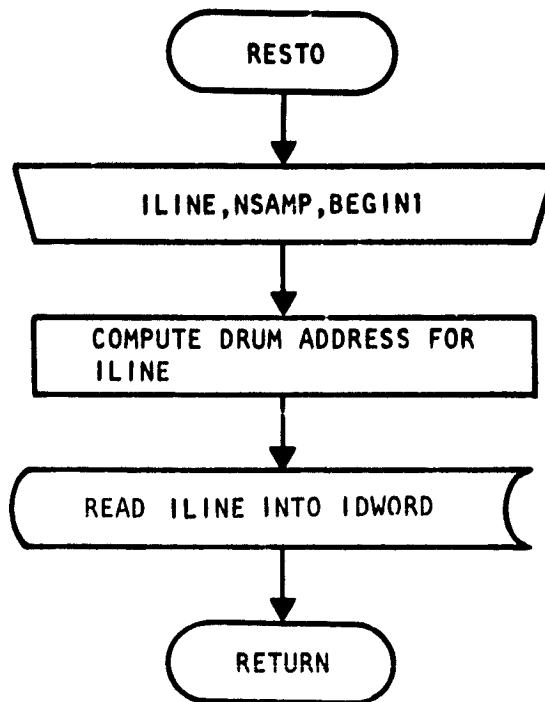 RESTO
ILINE,NSAMP,BEGIN1
COMPUTE DRUM ADDRESS FOR
ILINE
READ ILINE INTO IDWORD
RETURN